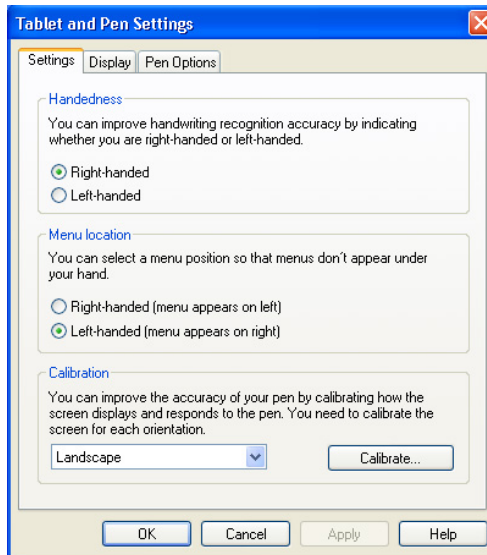 Tablet and Pen Settings
Settings Display Pen Options
Handedness
You can improve handwriting recognition accuracy by indicating
whether you are right-handed or left-handed.
Right-handed
Left-handed
Menu location
You can select a menu position so that menus don´t appear under
your hand.
Right-handed (menu appears on left)
Left-handed (menu appears on right)
Calibration
You can improve the accuracy of your pen by calibrating how the
screen displays and responds to the pen. You need to calibrate the
screen for each orientation.
Landscape Calibrate...
OK Cancel Apply Help